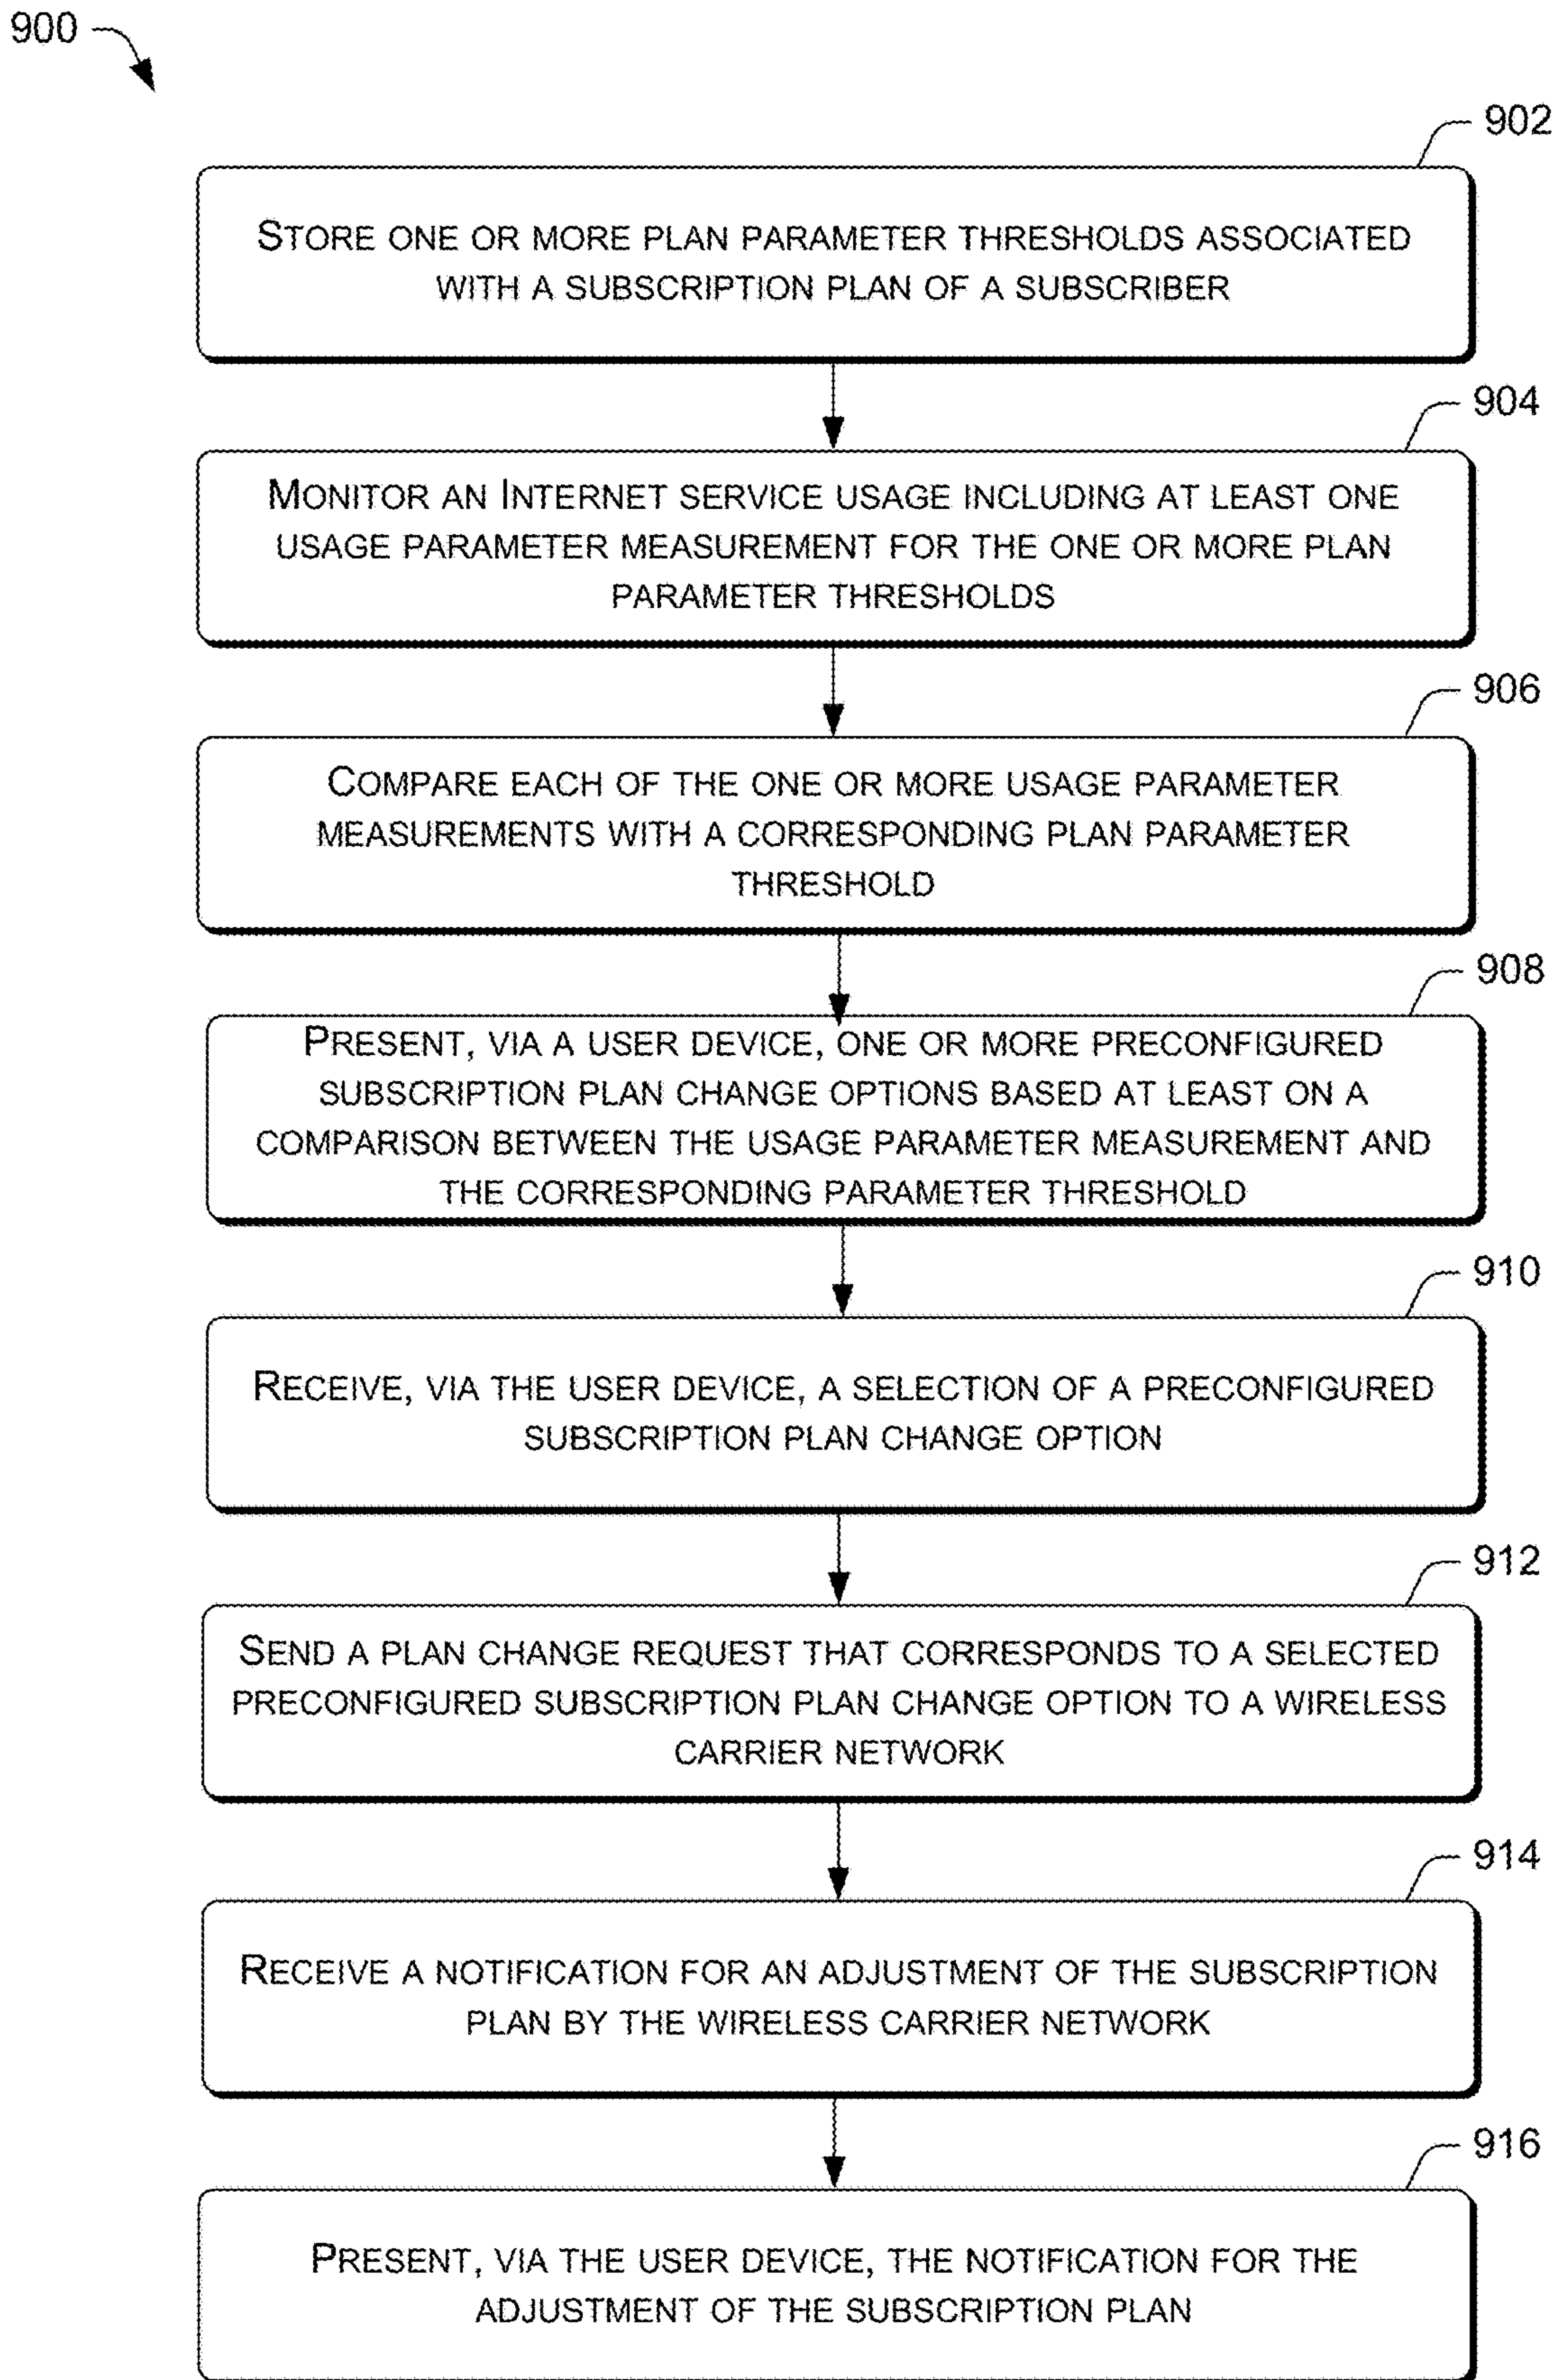 900
902
STORE ONE OR MORE PLAN PARAMETER THRESHOLDS ASSOCIATED
WITH A SUBSCRIPTION PLAN OF A SUBSCRIBER
904
MONITOR AN INTERNET SERVICE USAGE INCLUDING AT LEAST ONE
USAGE PARAMETER MEASUREMENT FOR THE ONE OR MORE PLAN
PARAMETER THRESHOLDS
906
COMPARE EACH OF THE ONE OR MORE USAGE PARAMETER
MEASUREMENTS WITH A CORRESPONDING PLAN PARAMETER
THRESHOLD
908
PRESENT, VIA A USER DEVICE, ONE OR MORE PRECONFIGURED
SUBSCRIPTION PLAN CHANGE OPTIONS BASED AT LEAST ON A
COMPARISON BETWEEN THE USAGE PARAMETER MEASUREMENT AND
THE CORRESPONDING PARAMETER THRESHOLD
910
RECEIVE, VIA THE USER DEVICE, A SELECTION OF A PRECONFIGURED
SUBSCRIPTION PLAN CHANGE OPTION
912
SEND A PLAN CHANGE REQUEST THAT CORRESPONDS TO A SELECTED
PRECONFIGURED SUBSCRIPTION PLAN CHANGE OPTION TO A WIRELESS
CARRIER NETWORK
914
RECEIVE A NOTIFICATION FOR AN ADJUSTMENT OF THE SUBSCRIPTION
PLAN BY THE WIRELESS CARRIER NETWORK
916
PRESENT, VIA THE USER DEVICE, THE NOTIFICATION FOR THE
ADJUSTMENT OF THE SUBSCRIPTION PLAN